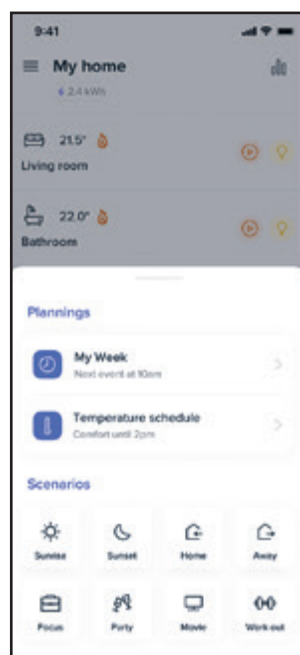 9:41
My home
2.4 kWh
21.5°
Living room
22.0°
Bathroom
Plannings
My Week
Next event at 10am
Temperature schedule
Comfort until 2pm
Scenarios
Sunrise Sunset Home Away
Focus Party Movie Work out